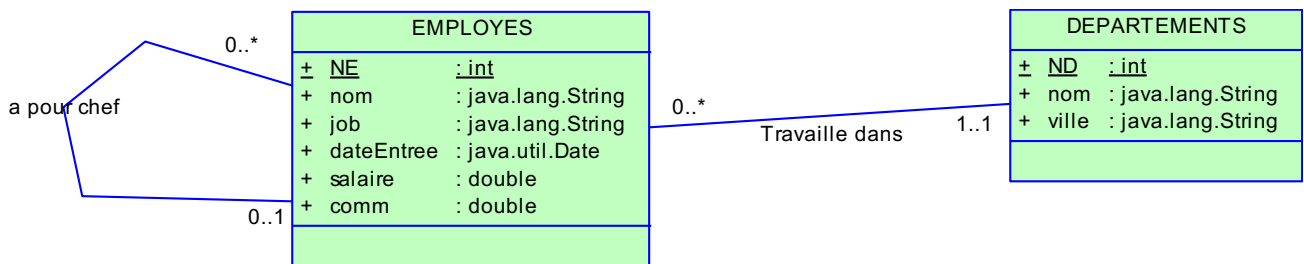 EMPLOYES
+ NE : int
+ nom : java.lang.String
+ job : java.lang.String
+ dateEntree : java.util.Date
+ salaire : double
+ comm : double
0..*
a pour chef
0..1
0..*
Travaille dans
1..1
DEPARTEMENTS
+ ND : int
+ nom : java.lang.String
+ ville : java.lang.String